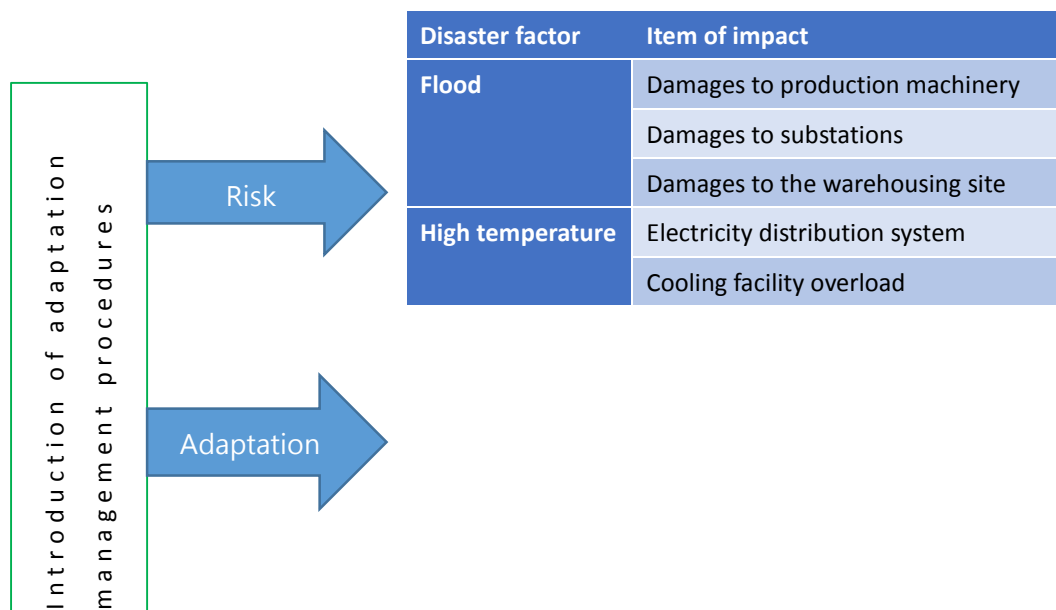 Introduction of adaptation
management procedures
Risk
Disaster factor Item of impact
Flood Damages to production machinery
Damages to substations
Damages to the warehousing site
High temperature Electricity distribution system
Cooling facility overload
Adaptation